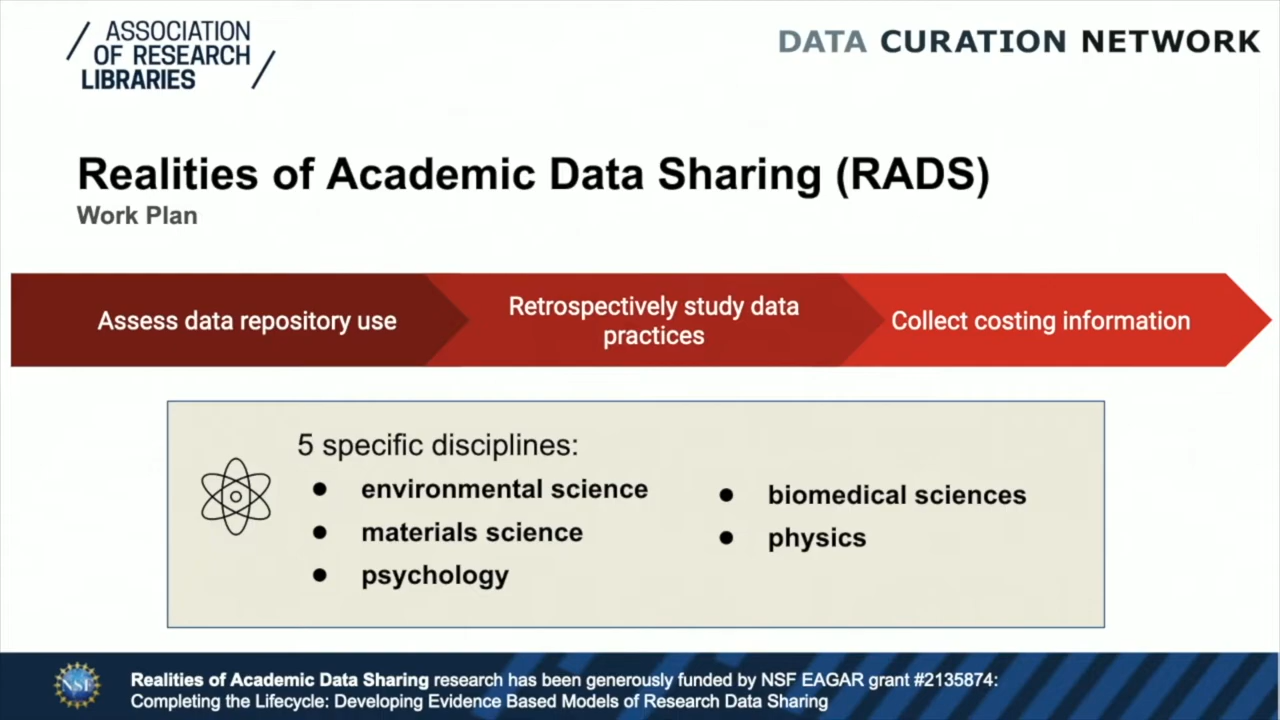 ASSOCIATION
OF RESEARCH
LIBRARIES
DATA CURATION NETWORK
Realities of Academic Data Sharing (RADS)
Work Plan
Assess data repository use
Retrospectively study data
practices
Collect costing information
5 specific disciplines:
● environmental science
● materials science
● psychology
● biomedical sciences
● physics
NSF
Realities of Academic Data Sharing research has been generously funded by NSF EAGAR grant #2135874:
Completing the Lifecycle: Developing Evidence Based Models of Research Data Sharing